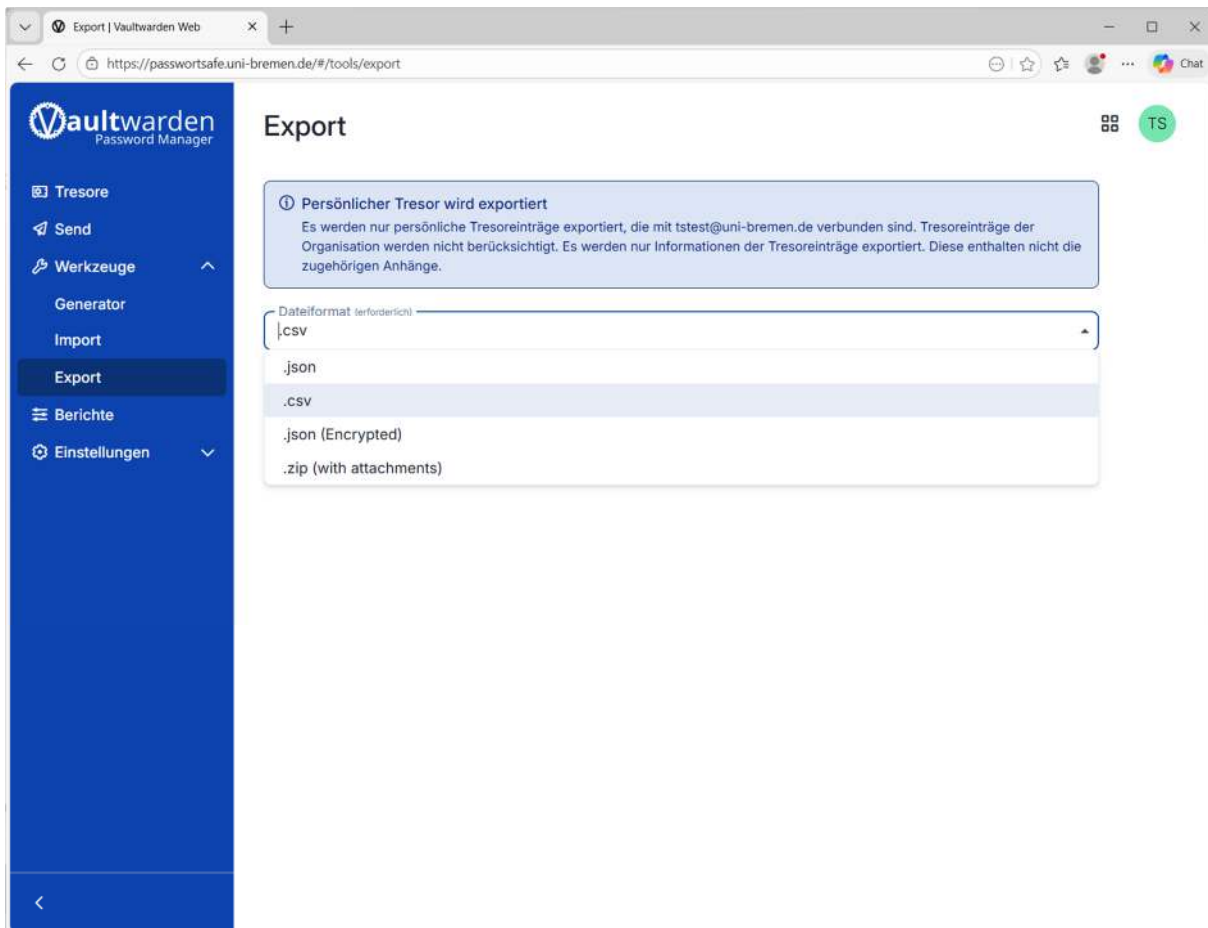 Export | Vaultwarden Web
https://passwortsafe.uni-bremen.de/#/tools/export
Chat
Vaultwarden
Password Manager
Export
TS
Tresore
Send
Werkzeuge
Generator
Import
Export
Berichte
Einstellungen
Persönlicher Tresor wird exportiert
Es werden nur persönliche Tresoreinträge exportiert, die mit tstest@uni-bremen.de verbunden sind. Tresoreinträge der
Organisation werden nicht berücksichtigt. Es werden nur Informationen der Tresoreinträge exportiert. Diese enthalten nicht die
zugehörigen Anhänge.
Dateiformat (erforderlich)
.csv
.json
.csv
.json (Encrypted)
.zip (with attachments)